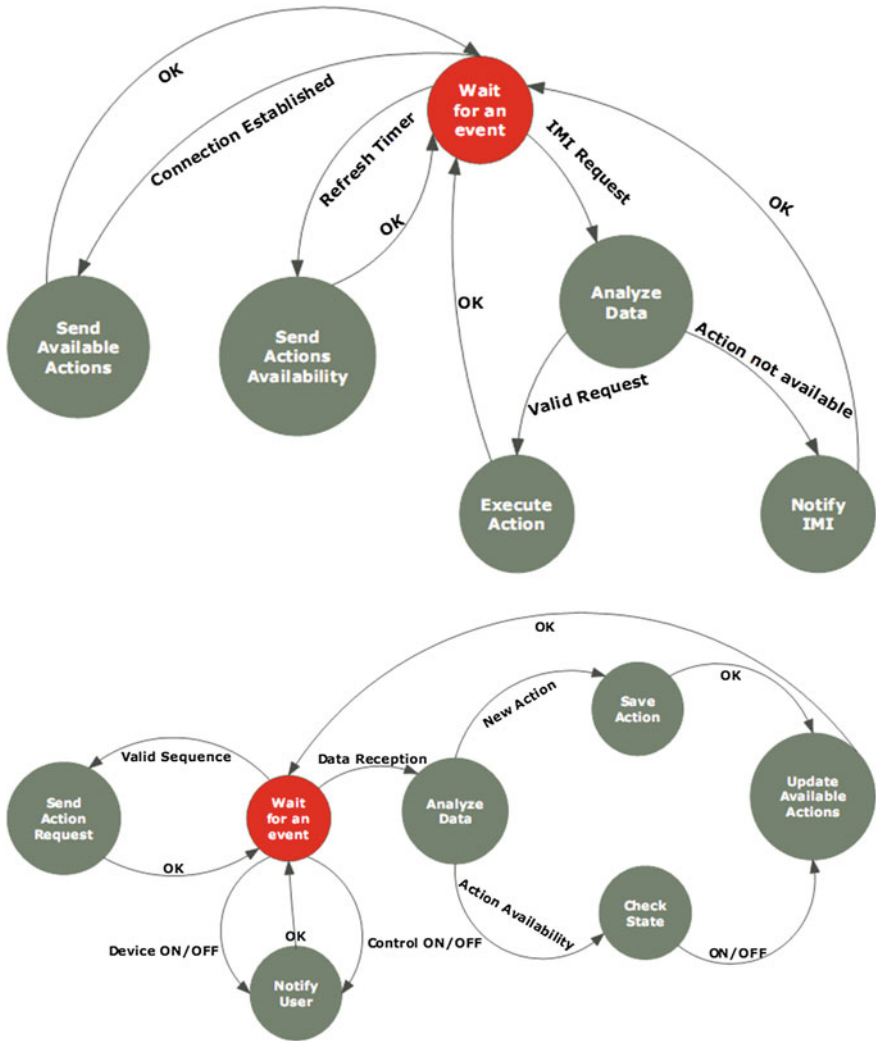 OK
Connection Established
Refresh Timer
OK
Wait
for an
event
IMI Request
OK
OK
Send
Available
Actions
Send
Actions
Availability
Analyze
Data
Valid Request
Action not available
Execute
Action
Notify
IMI
OK
New Action
Save
Action
OK
Valid Sequence
Data Reception
Send
Action
Request
Wait
for an
event
Analyze
Data
Update
Available
Actions
OK
Action Availability
Check
State
Device ON/OFF
OK
Control ON/OFF
ON/OFF
Notify
User